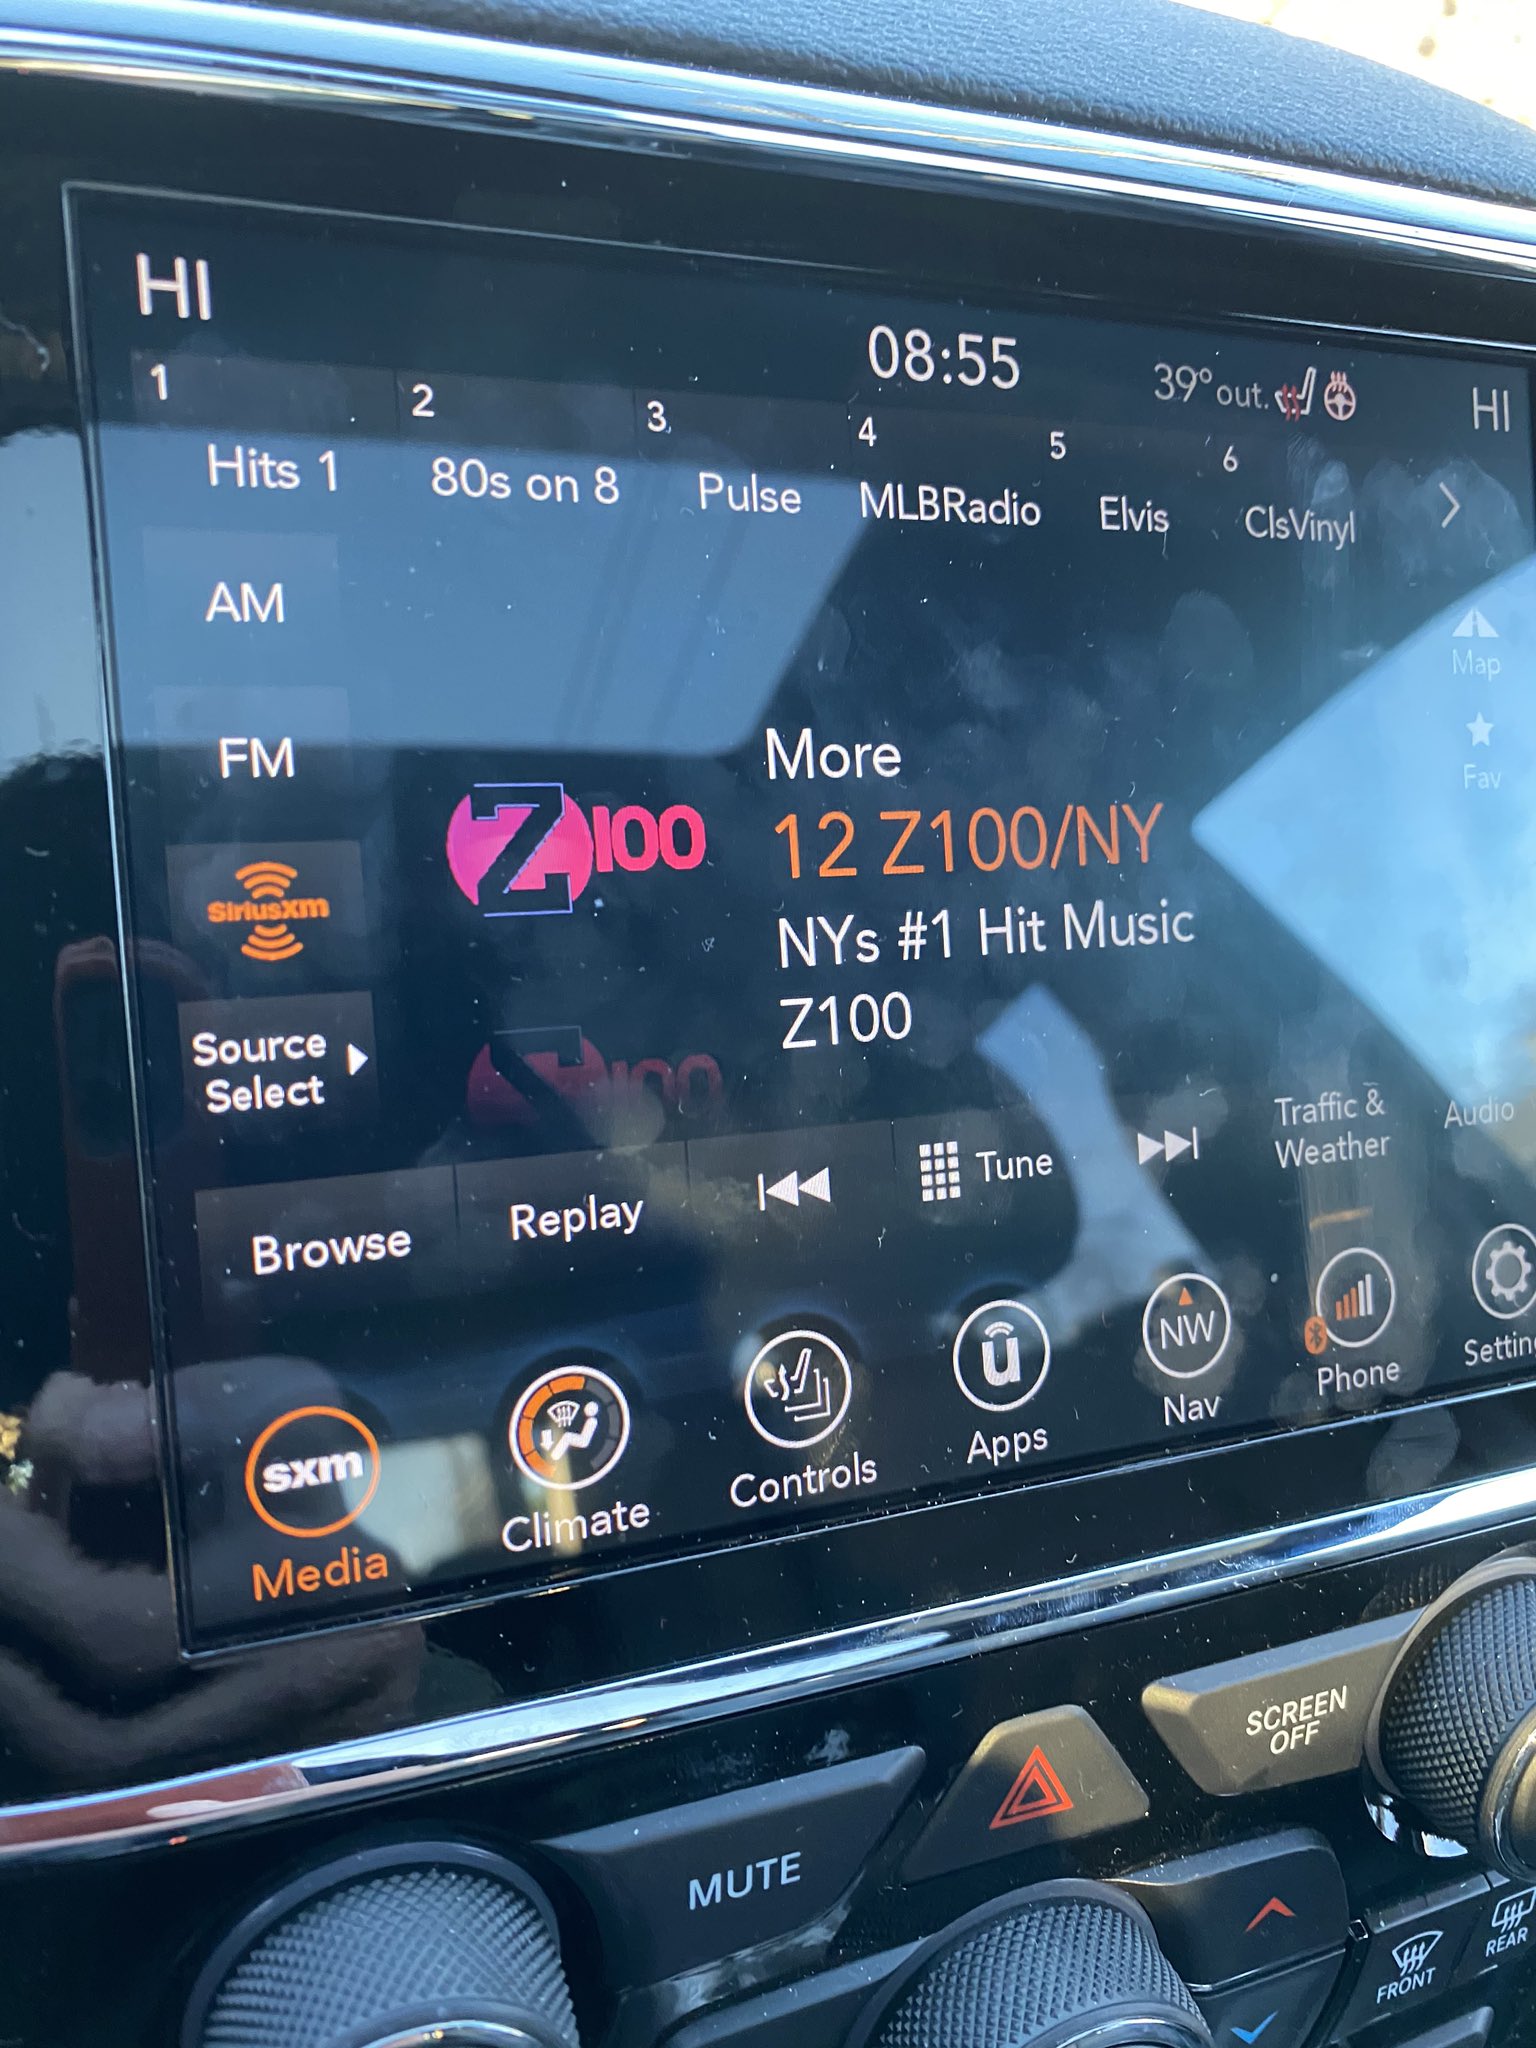 HI
08:55
39° out.
HI
1
2
3
4
5
6
Hits 1
80s on 8
Pulse
MLBRadio
Elvis
ClsVinyl
AM
Map
FM
Fav
More
Z100
12 Z100/NY
SiriusXm
NYs #1 Hit Music
Z100
Source
Select
Browse
Replay
Tune
Traffic &
Weather
Audio
sxm
Media
Climate
Controls
u
Apps
NW
Nav
Phone
Settin
SCREEN
OFF
MUTE
FRONT
REAR